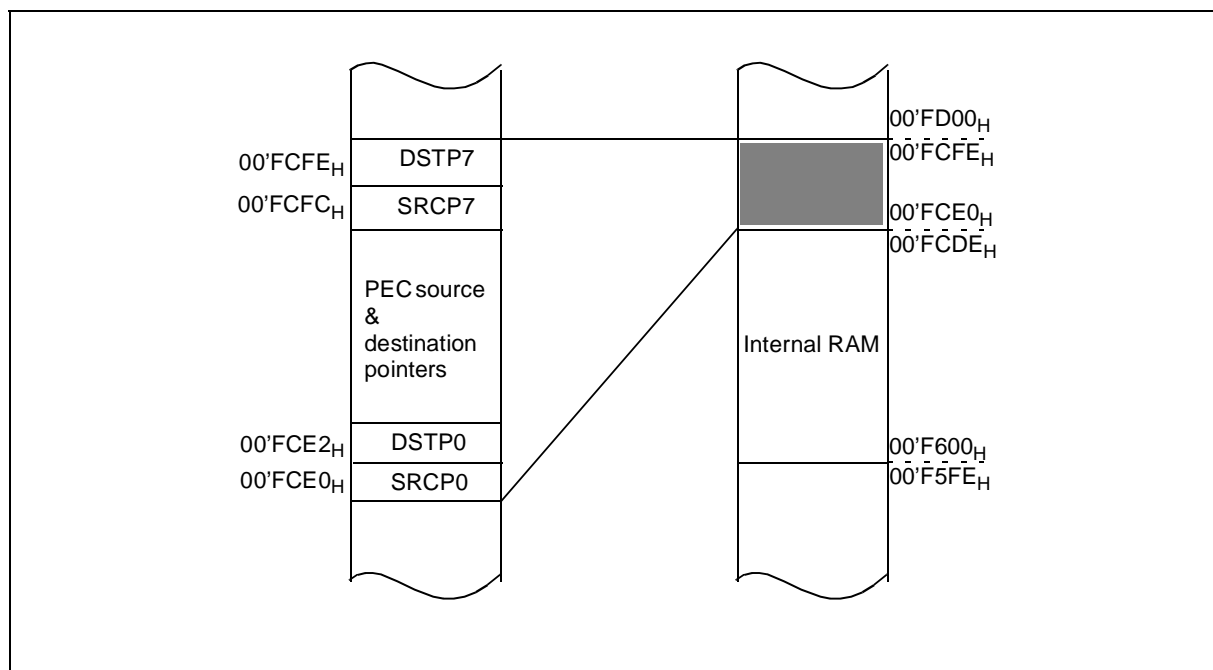 00'FD00H
00'FCFEH DSTP7 00'FCFEH
00'FCFCH SRCP7 00'FCE0H
00'FCDEH
PEC source
&
destination
pointers
Internal RAM
00'FCE2H DSTP0 00'F600H
00'FCE0H SRCP0 00'F5FEH